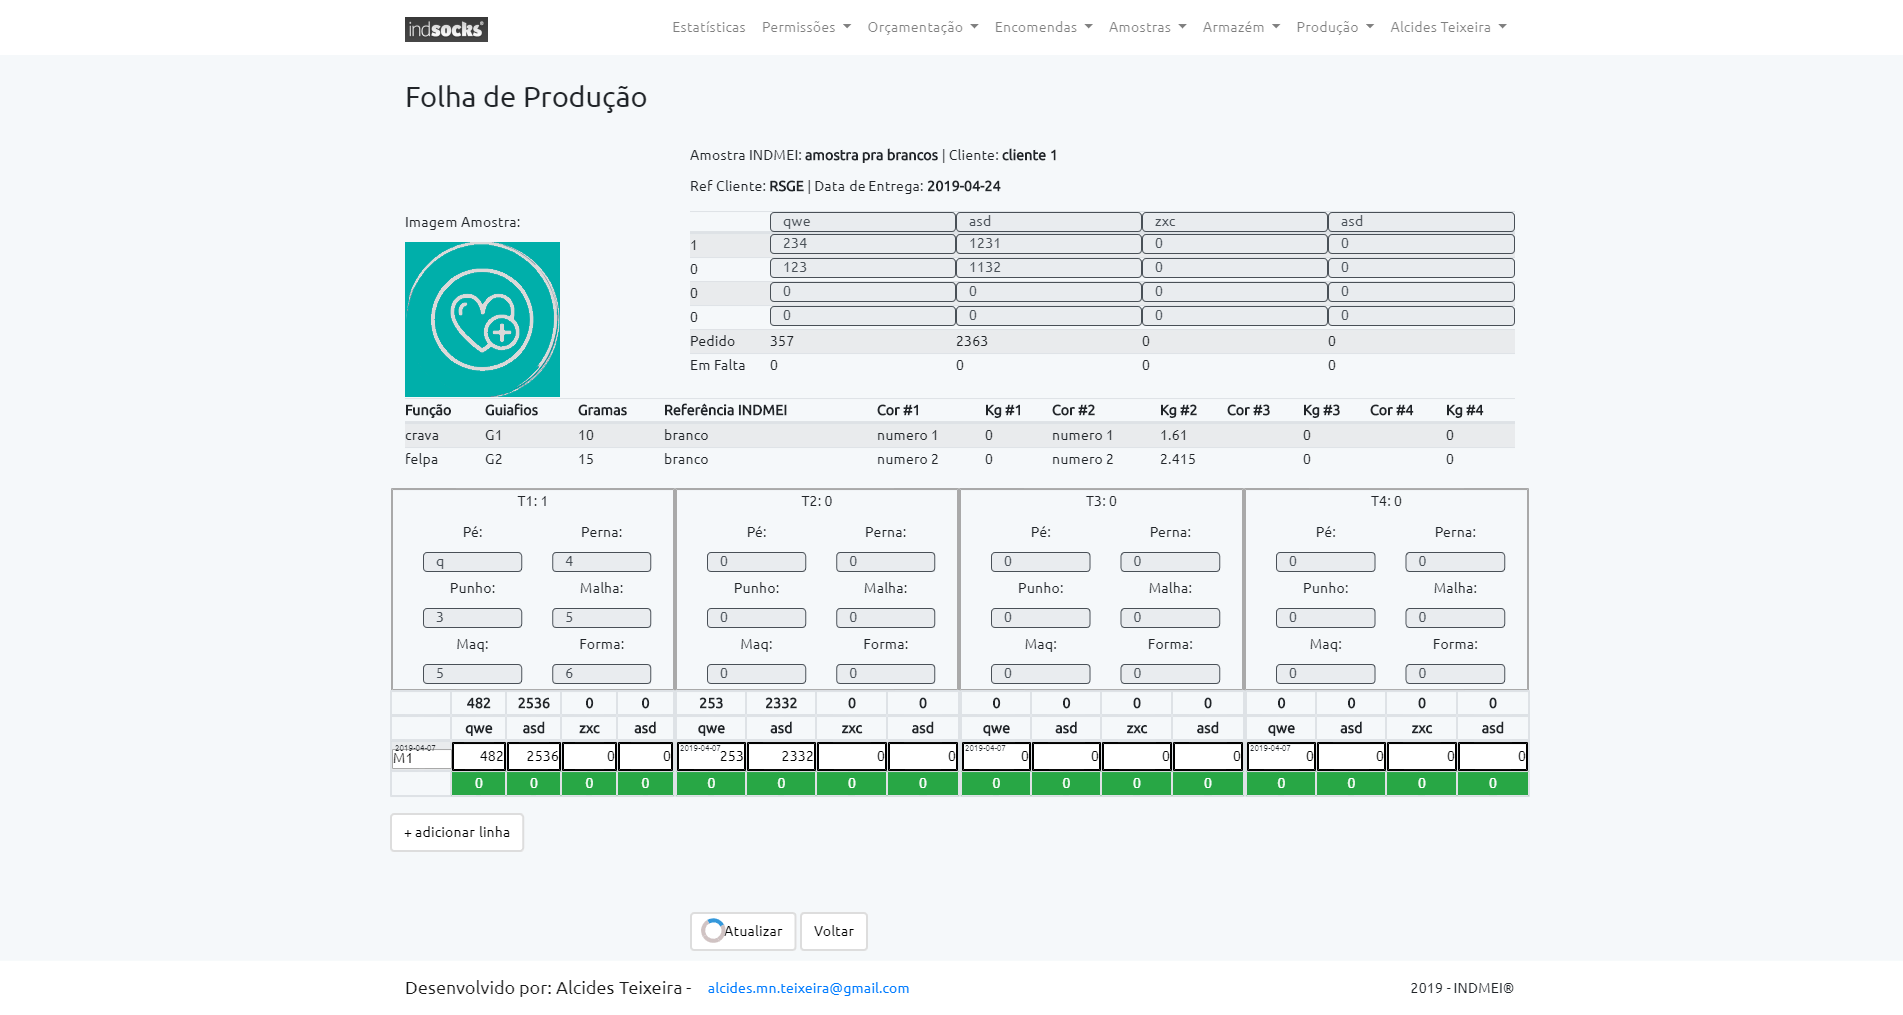 indsocks® Estatísticas Permissões Orçamentação Encomendas Amostras Armazém Produção Alcides Teixeira
Folha de Produção
Amostra INDMEI: amostra pra brancos | Cliente: cliente 1
Ref Cliente: RSGE | Data de Entrega: 2019-04-24
Imagem Amostra:
qwe asd zxc asd
1 234 1231 0 0
0 123 1132 0 0
0 0 0 0 0
0 0 0 0 0
Pedido 357 2363 0 0
Em Falta 0 0 0 0
Função Guiafios Gramas Referência INDMEI Cor #1 Kg #1 Cor #2 Kg #2 Cor #3 Kg #3 Cor #4 Kg #4
crava G1 10 branco numero 1 0 numero 1 1.61 0 0
felpa G2 15 branco numero 2 0 numero 2 2.415 0 0
T1: 1 T2: 0 T3: 0 T4: 0
Pé: Perna: Pé: Perna: Pé: Perna: Pé: Perna:
q 4 0 0 0 0 0 0
Punho: Malha: Punho: Malha: Punho: Malha: Punho: Malha:
3 5 0 0 0 0 0 0
Maq: Forma: Maq: Forma: Maq: Forma: Maq: Forma:
5 6 0 0 0 0 0 0
482 2536 0 0 253 2332 0 0 0 0 0 0 0 0 0 0
qwe asd zxc asd qwe asd zxc asd qwe asd zxc asd qwe asd zxc asd
2019-04-07 2019-04-07 2019-04-07 2019-04-07
M1 482 2536 0 0 253 2332 0 0 0 0 0 0 0 0 0 0
0 0 0 0 0 0 0 0 0 0 0 0 0 0 0 0
+ adicionar linha
Atualizar Voltar
Desenvolvido por: Alcides Teixeira - alcides.mn.teixeira@gmail.com 2019 - INDMEI®